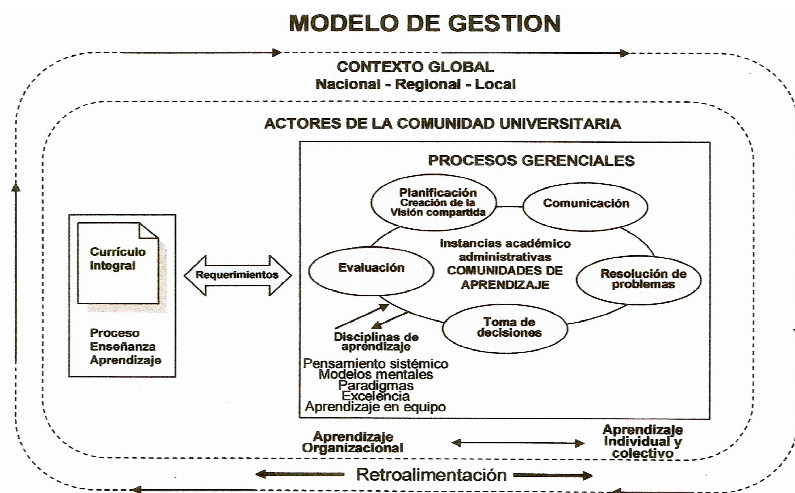 MODELO DE GESTION
CONTEXTO GLOBAL
Nacional - Regional - Local
ACTORES DE LA COMUNIDAD UNIVERSITARIA
PROCESOS GERENCIALES
Planificación
Creación de la
Visión compartida
Comunicación
Instancias académico
administrativas
COMUNIDADES DE
APRENDIZAJE
Evaluación
Resolución de
problemas
Toma de
decisiones
Currículo
Integral
Proceso
Enseñanza
Aprendizaje
Requerimientos
Disciplinas de
aprendizaje
Pensamiento sistémico
Modelos mentales
Paradigmas
Excelencia
Aprendizaje en equipo
Aprendizaje
Organizacional
Aprendizaje
Individual y
colectivo
Retroalimentación